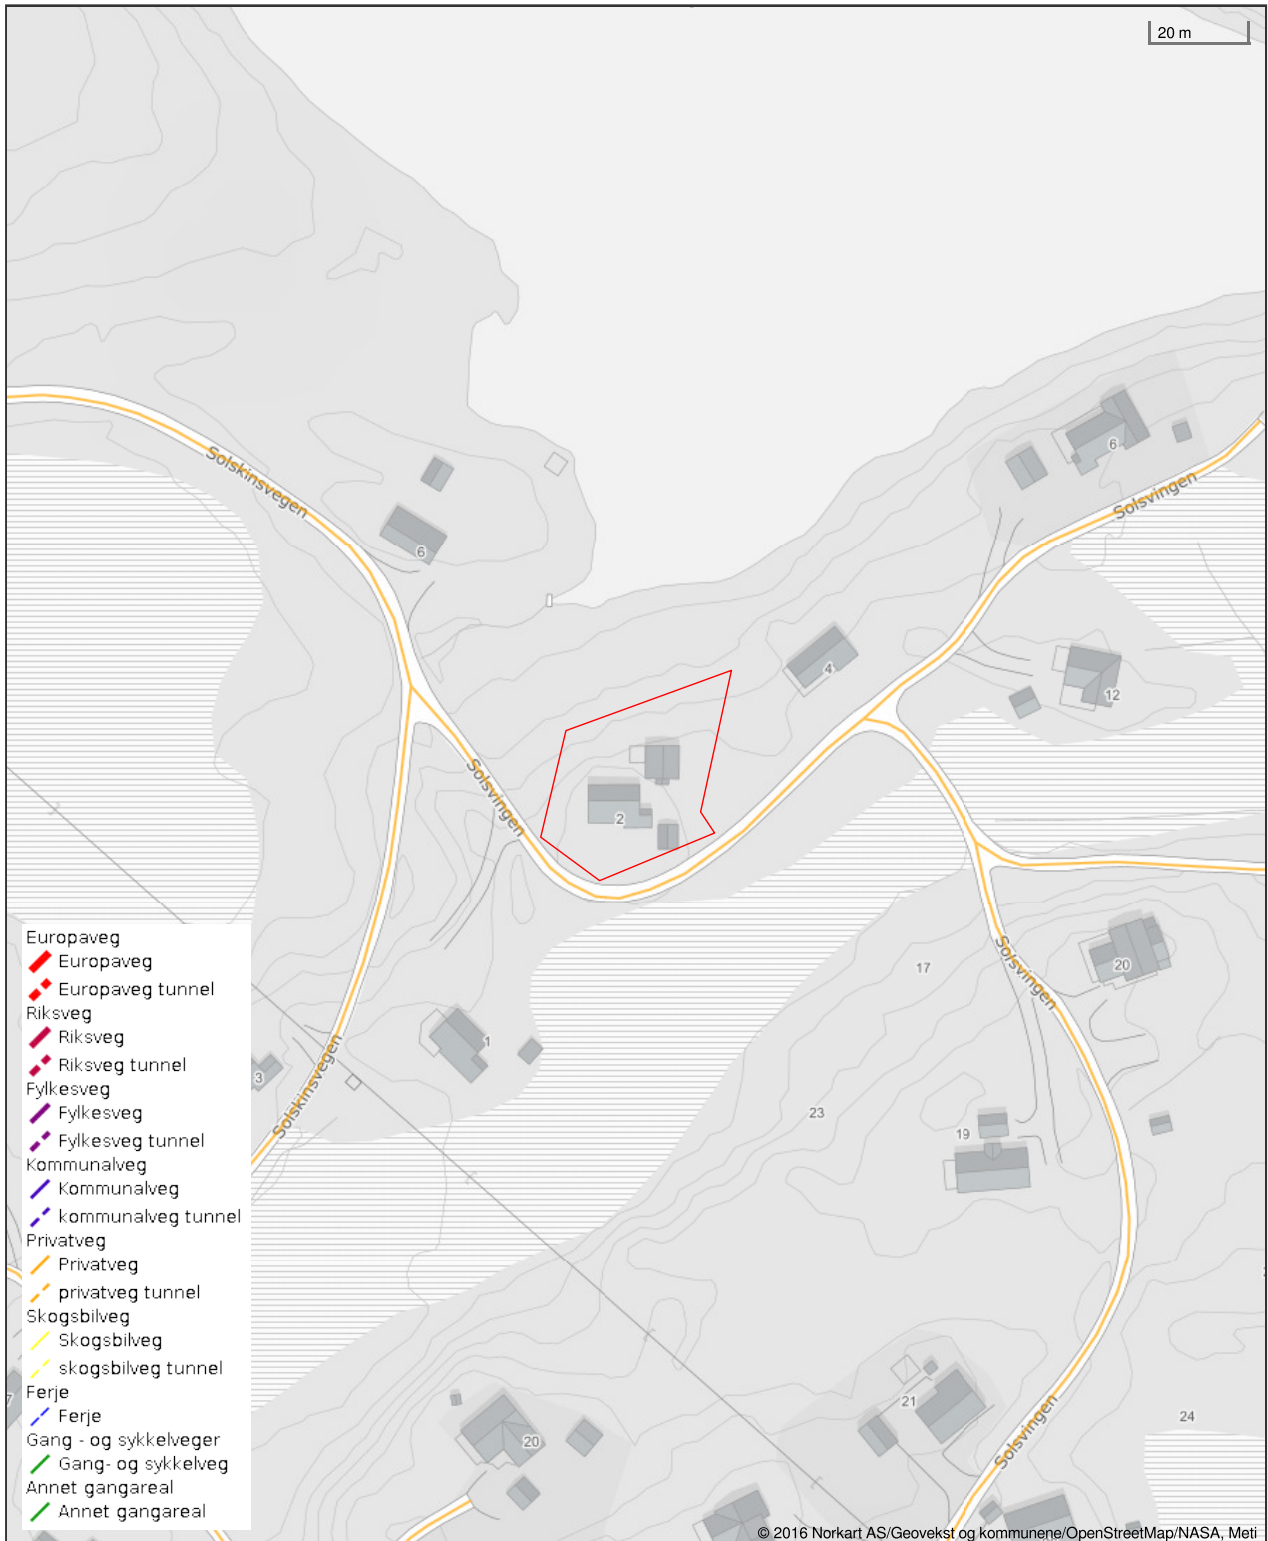 20 m
6
Solskinsvegen
Solsvingen
6
4
12
Solsvingen
2
17
Solsvingen
20
1
3
Solskinsvegen
23
19
21
20
24
Solsvingen
7
Europaveg
Europaveg
Europaveg tunnel
Riksveg
Riksveg
Riksveg tunnel
Fylkesveg
Fylkesveg
Fylkesveg tunnel
Kommunalveg
Kommunalveg
kommunalveg tunnel
Privatveg
Privatveg
privatveg tunnel
Skogsbilveg
Skogsbilveg
skogsbilveg tunnel
Ferje
Ferje
Gang - og sykkelveger
Gang- og sykkelveg
Annet gangareal
Annet gangareal
© 2016 Norkart AS/Geovekst og kommunene/OpenStreetMap/NASA, Meti